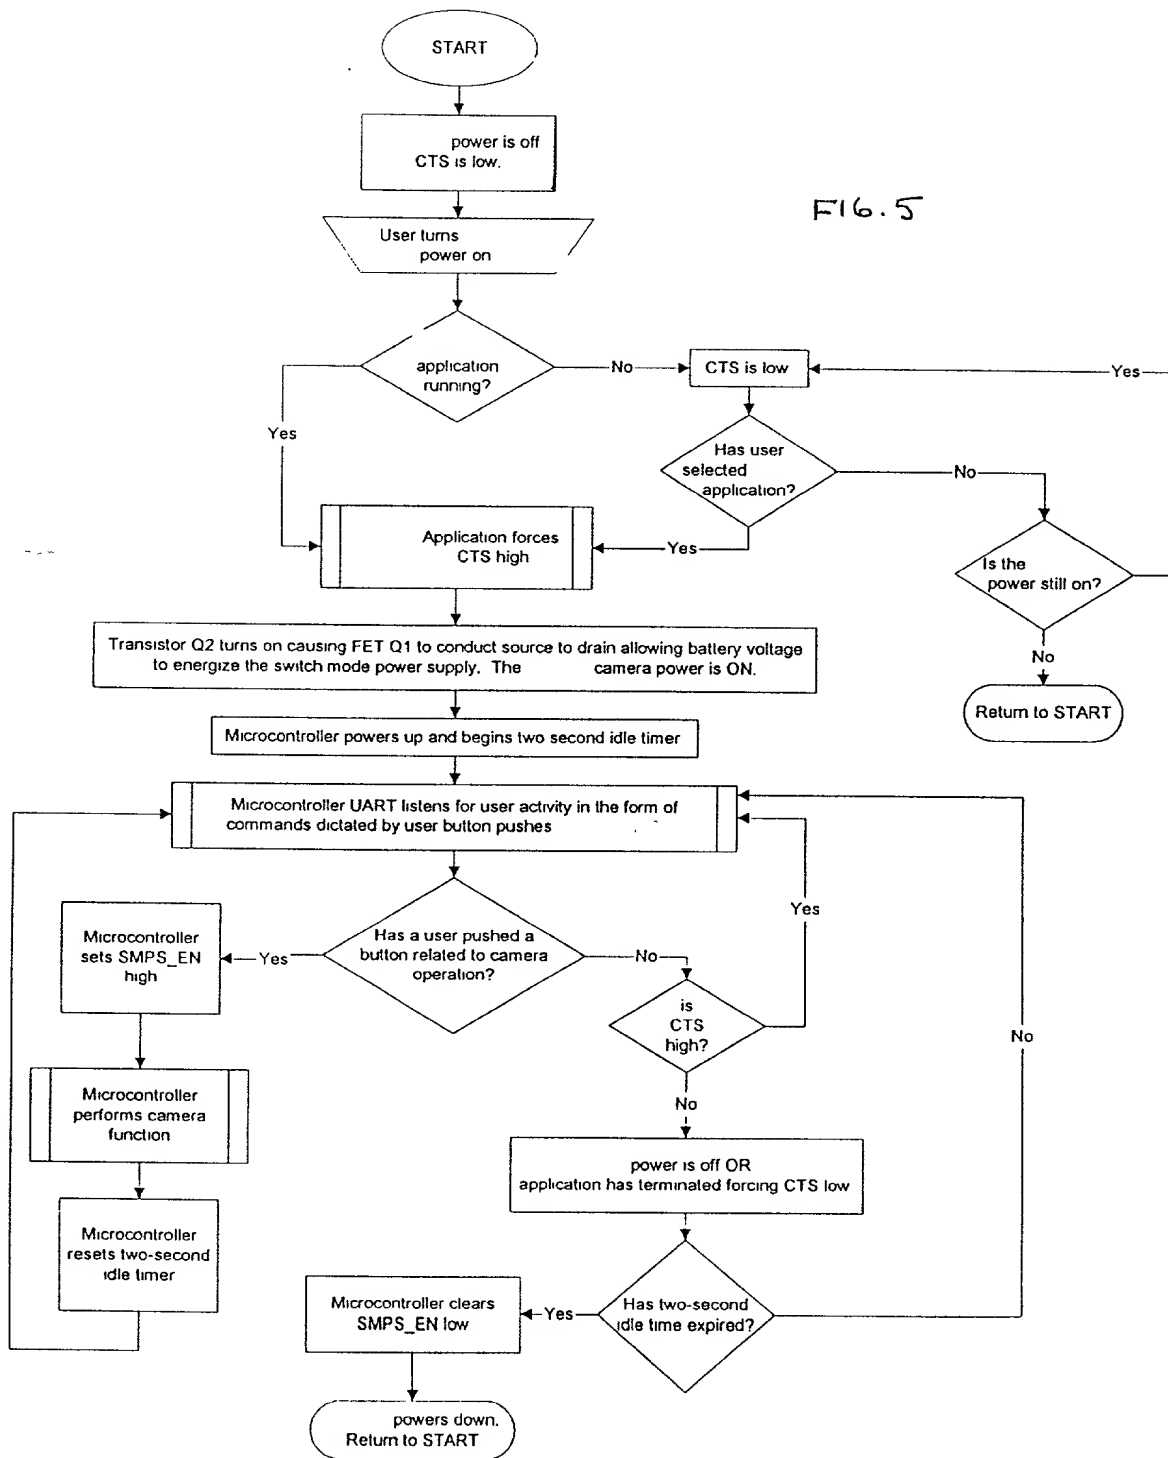 START
power is off
CTS is low.
FIG. 5
User turns
power on
application
running?
No
CTS is low
Yes
Yes
Has user
selected
application?
No
Application forces
CTS high
Yes
Is the
power still on?
Transistor Q2 turns on causing FET Q1 to conduct source to drain allowing battery voltage
to energize the switch mode power supply. The camera power is ON.
No
Return to START
Microcontroller powers up and begins two second idle timer
Microcontroller UART listens for user activity in the form of
commands dictated by user button pushes
Yes
Microcontroller
sets SMPS_EN
high
Yes
Has a user pushed a
button related to camera
operation?
No
is
CTS
high?
No
Microcontroller
performs camera
function
No
power is off OR
application has terminated forcing CTS low
Microcontroller
resets two-second
idle timer
Microcontroller clears
SMPS_EN low
Yes
Has two-second
idle time expired?
powers down.
Return to START